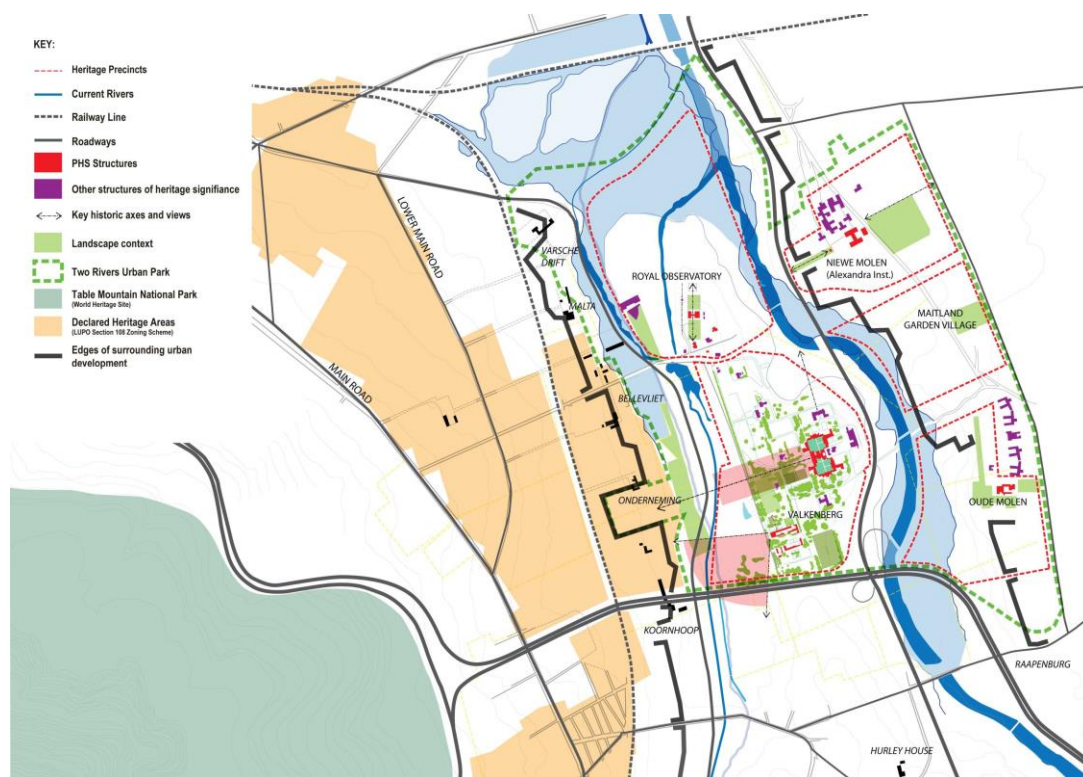 KEY:
Heritage Precincts
Current Rivers
Railway Line
Roadways
PHS Structures
Other structures of heritage signifiance
Key historic axes and views
Landscape context
Two Rivers Urban Park
Table Mountain National Park
(World Heritage Site)
Declared Heritage Areas
(LUPO Section 108 Zoning Scheme)
Edges of surrounding urban
development
LOWER MAIN ROAD
MAIN ROAD
VARSCHE
DRIFT
MALTA
ROYAL OBSERVATORY
NIEWE MOLEN
(Alexandra Inst.)
MAITLAND
GARDEN VILLAGE
BELLEVLIET
ONDERNEMING
VALKENBERG
OUDE MOLEN
KOORNHOOP
RAAPENBURG
HURLEY HOUSE